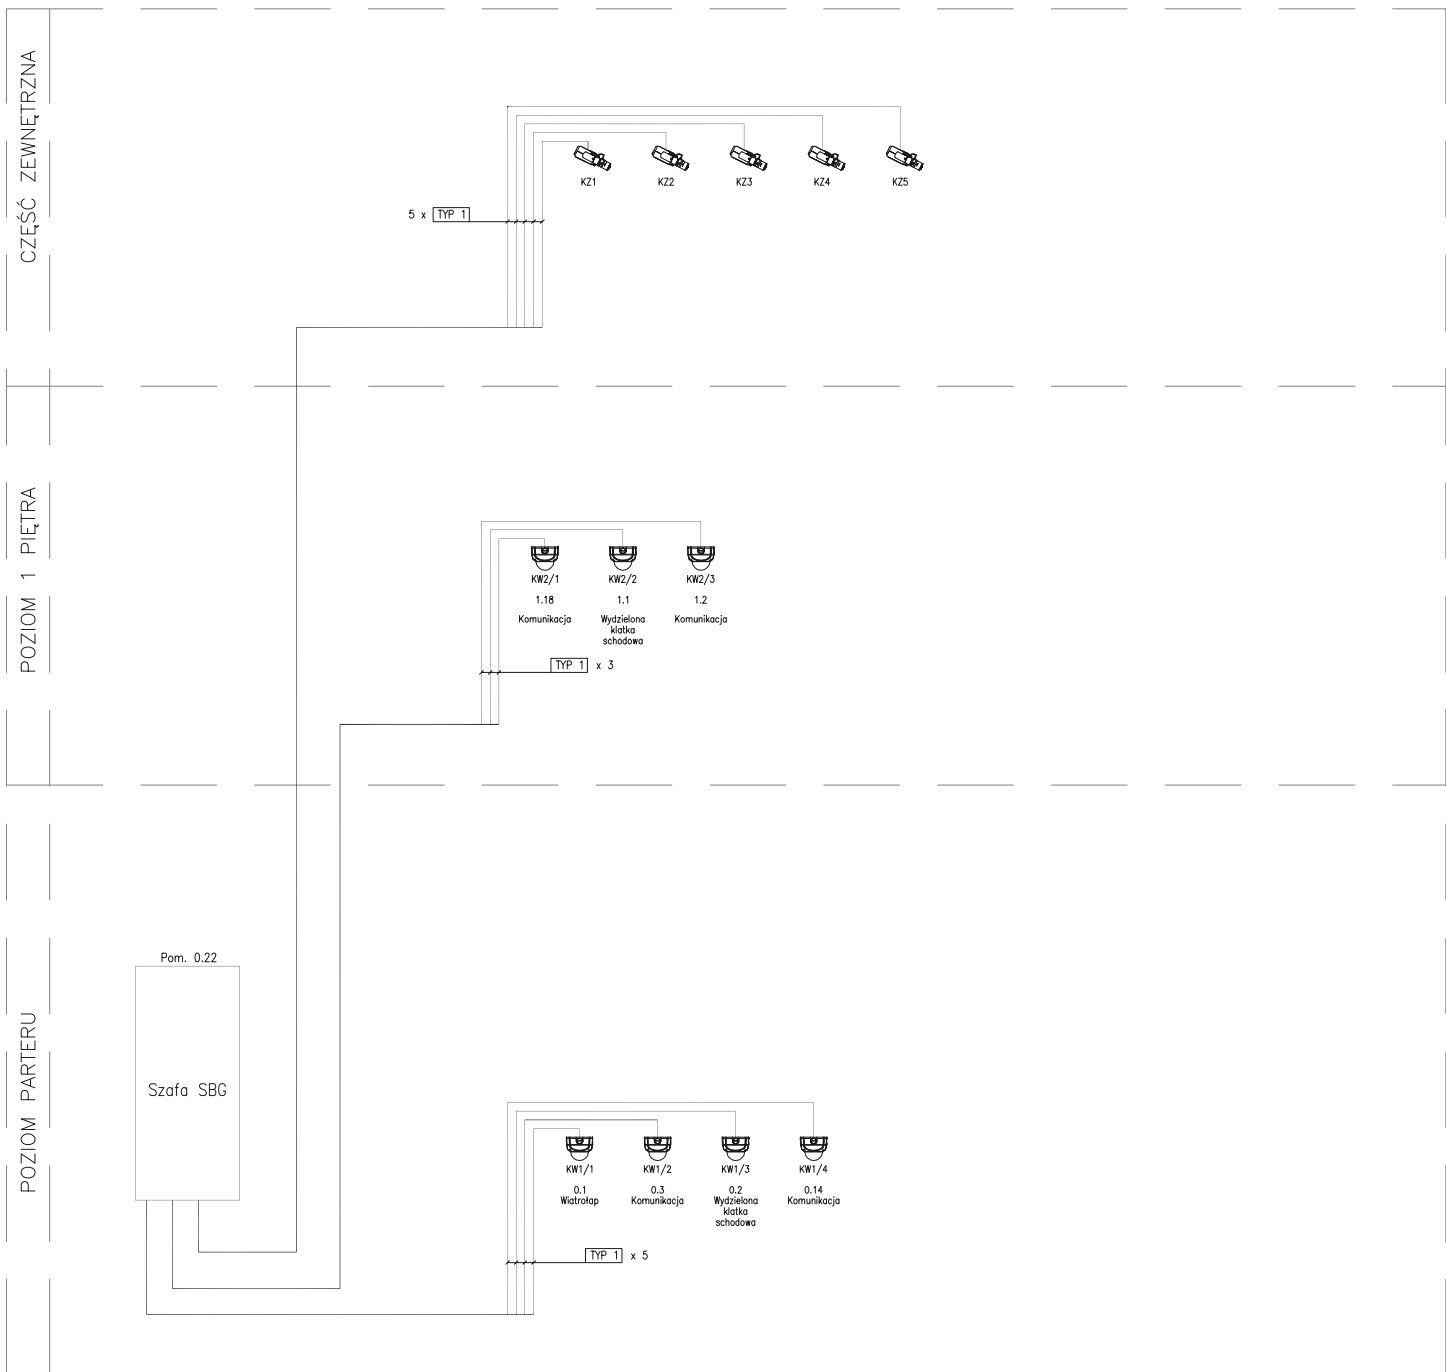 CZĘŚĆ ZEWNĘTRZNA
KZ1 KZ2 KZ3 KZ4 KZ5
5 x TYP 1
POZIOM 1 PIĘTRA
KW2/1 KW2/2 KW2/3
1.18 1.1 1.2
Komunikacja Wydzielona Komunikacja
klatka
schodowa
TYP 1 x 3
POZIOM PARTERU
Pom. 0.22
Szafa SBG
KW1/1 KW1/2 KW1/3 KW1/4
0.1 0.3 0.2 0.14
Wiatrołap Komunikacja Wydzielona Komunikacja
klatka
schodowa
TYP 1 x 5